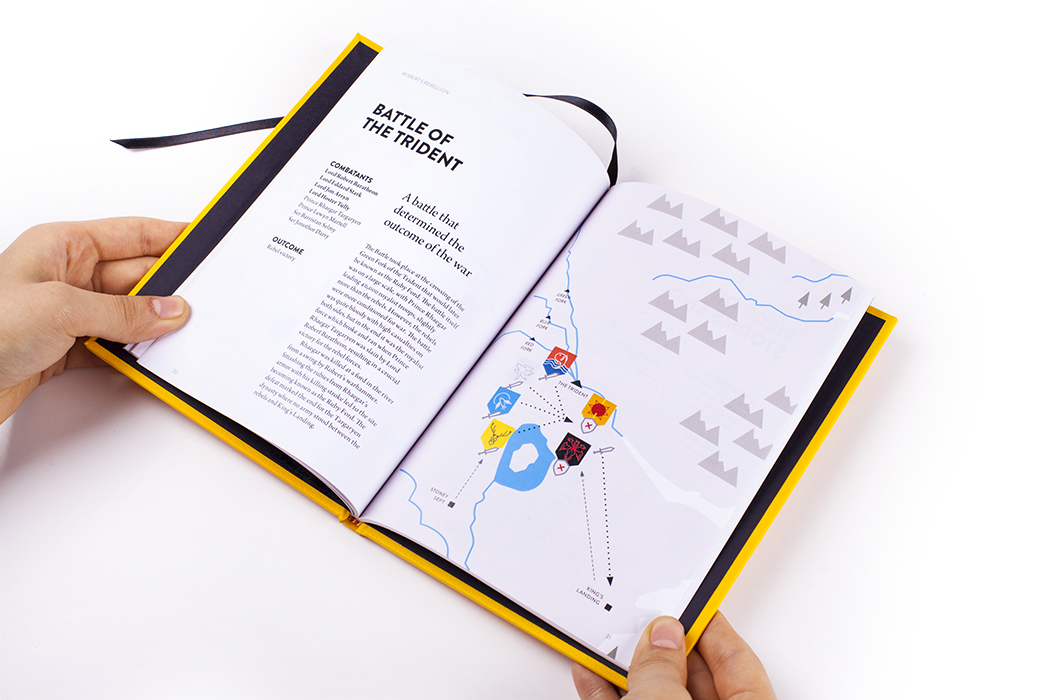 ROBERT'S REBELLION
BATTLE OF
THE TRIDENT
COMBATANTS
Lord Robert Baratheon
Lord Eddard Stark
Lord Jon Arryn
Lord Hoster Tully
Prince Rhaegar Targaryen
Prince Lewyn Martell
Ser Barristan Selmy
Ser Jonothor Darry
OUTCOME
Rebel victory
A battle that
determined the
outcome of the war
The Battle took place at the crossing of the
Green Fork of the Trident that would later
be known as the Ruby Ford. The battle itself
was on a large scale, with Prince Rhaegar
leading 40,000 royalist troops, slightly
more than the rebels. However, the rebels
were more conditioned for war. The battle
was quite bloody with high casualties on
both sides, but in the end it was the royalist
force which broke and ran when Prince
Rhaegar Targaryen was slain by Lord
Robert Baratheon, resulting in a crucial
victory for the rebel forces.
Rhaegar was killed at a ford in the river
from a swing by Robert's warhammer.
Smashing the rubies from Rhaegar's
armor with his killing stroke led to the site
becoming known as the Ruby Ford. The
defeat marked the end for the Targaryen
dynasty where no army stood between the
rebels and King's Landing.
GREEN
FORK
BLUE
FORK
RED
FORK
THE TRIDENT
STONEY
SEPT
KING'S
LANDING